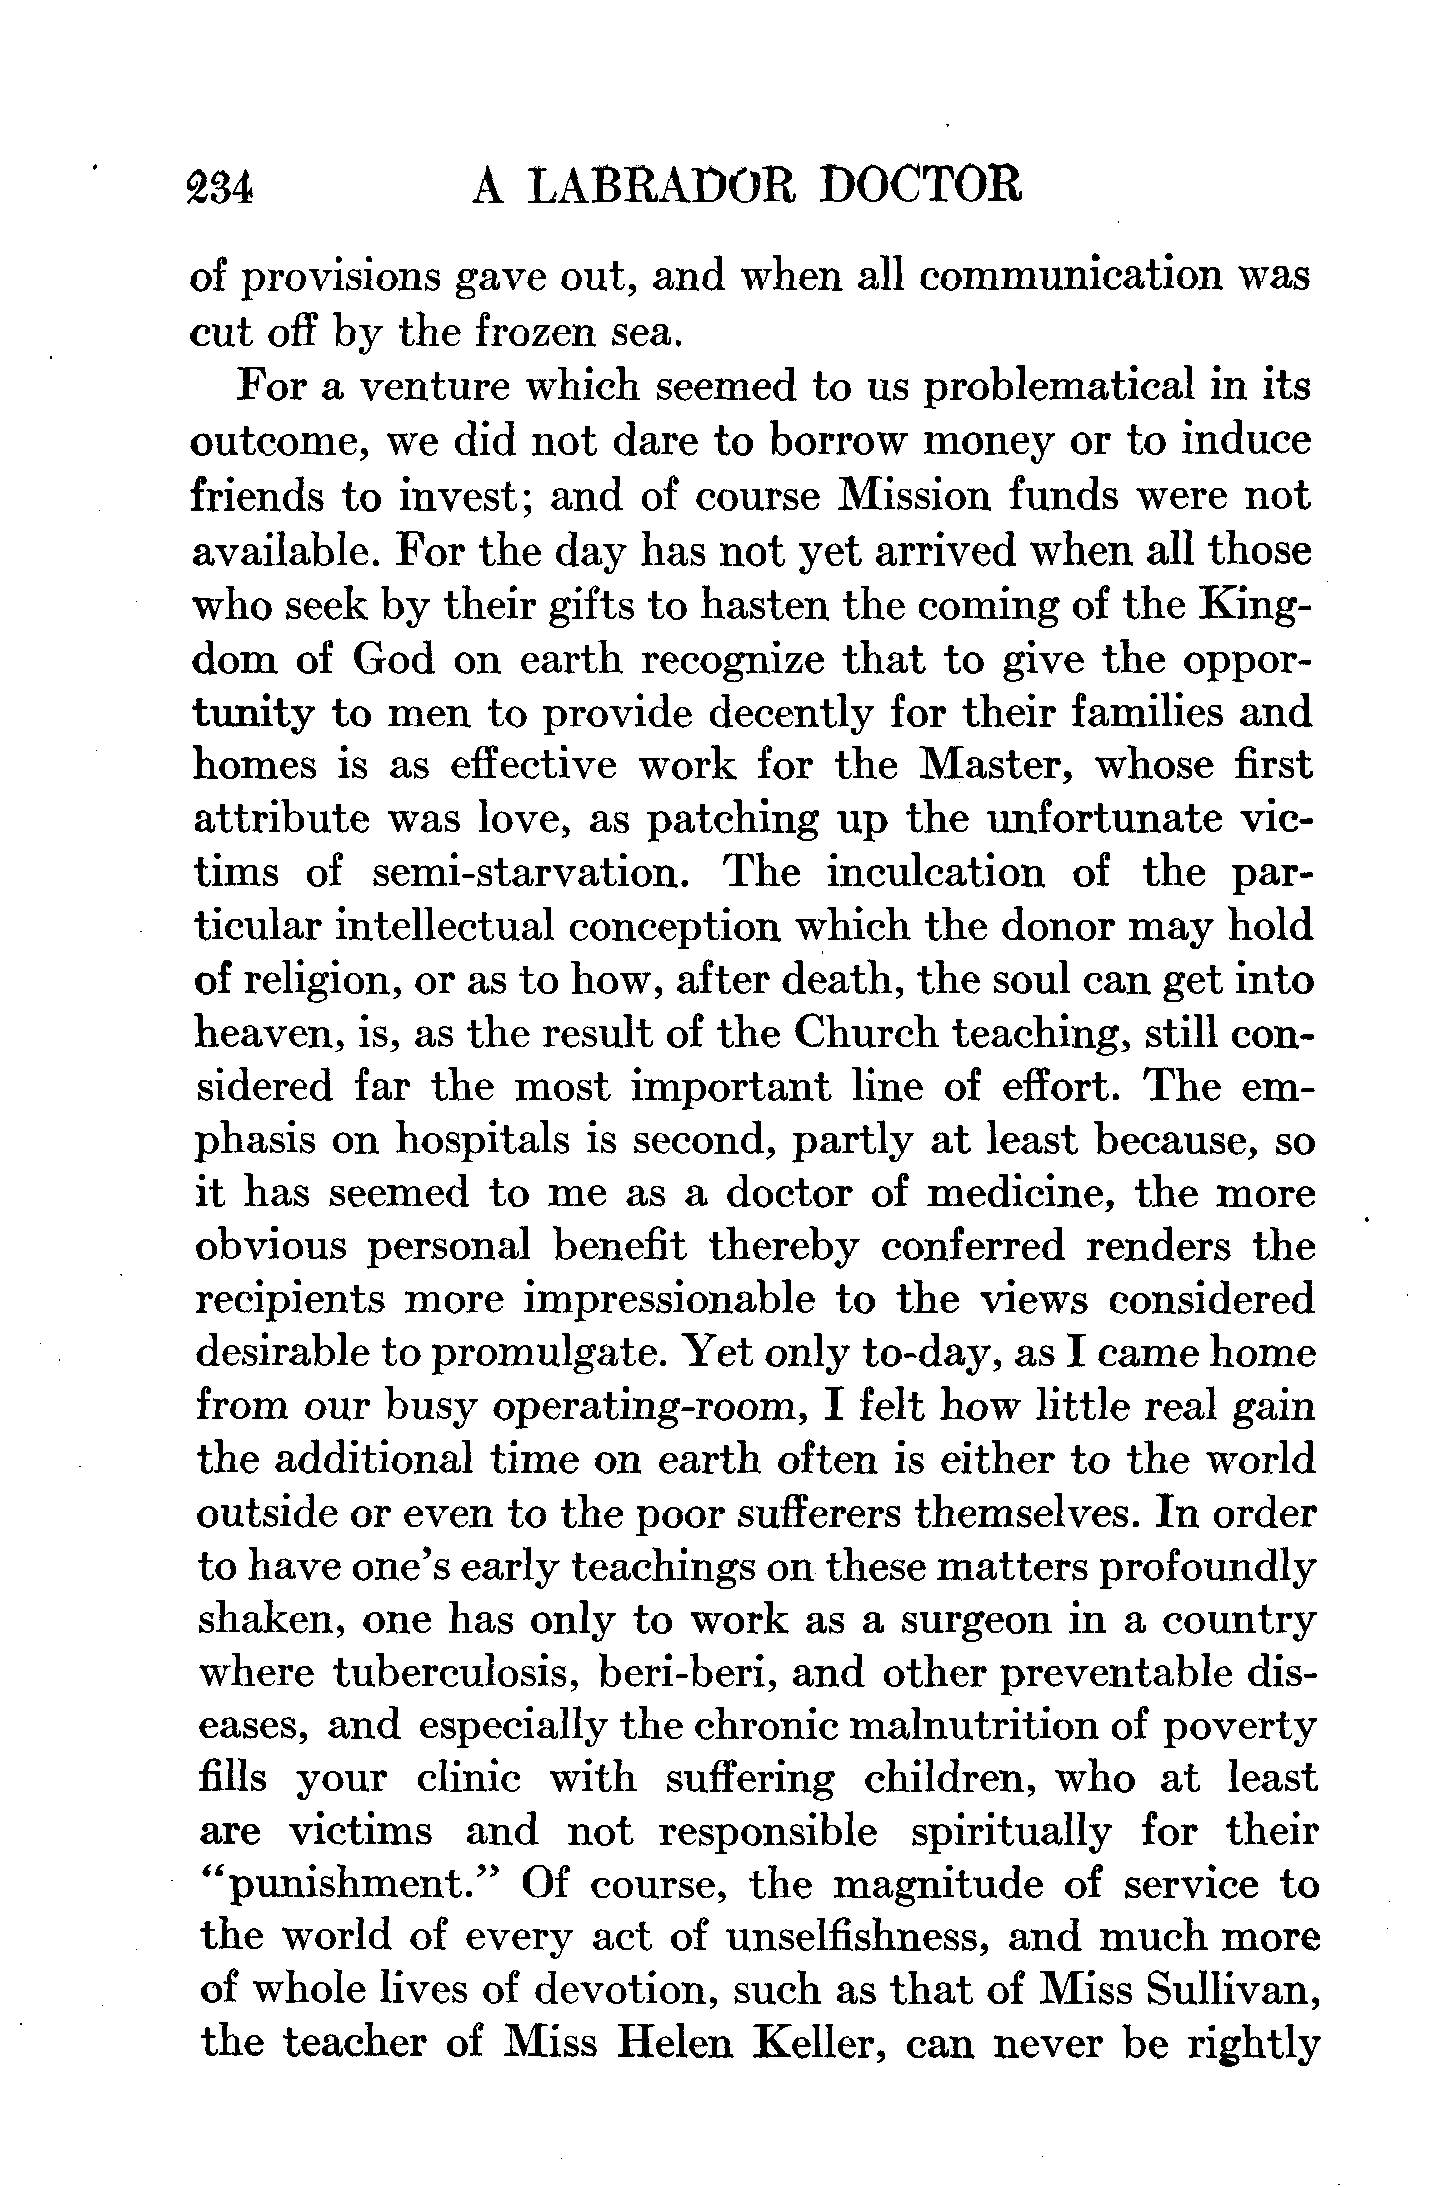 234 A LABRADOR DOCTOR
of provisions gave out, and when all communication was
cut off by the frozen sea.
For a venture which seemed to us problematical in its
outcome, we did not dare to borrow money or to induce
friends to invest; and of course Mission funds were not
available. For the day has not yet arrived when all those
who seek by their gifts to hasten the coming of the King-
dom of God on earth recognize that to give the oppor-
tunity to men to provide decently for their families and
homes is as effective work for the Master, whose first
attribute was love, as patching up the unfortunate vic-
tims of semi-starvation. The inculcation of the par-
ticular intellectual conception which the donor may hold
of religion, or as to how, after death, the soul can get into
heaven, is, as the result of the Church teaching, still con-
sidered far the most important line of effort. The em-
phasis on hospitals is second, partly at least because, so
it has seemed to me as a doctor of medicine, the more
obvious personal benefit thereby conferred renders the
recipients more impressionable to the views considered
desirable to promulgate. Yet only to-day, as I came home
from our busy operating-room, I felt how little real gain
the additional time on earth often is either to the world
outside or even to the poor sufferers themselves. In order
to have one's early teachings on these matters profoundly
shaken, one has only to work as a surgeon in a country
where tuberculosis, beri-beri, and other preventable dis-
eases, and especially the chronic malnutrition of poverty
fills your clinic with suffering children, who at least
are victims and not responsible spiritually for their
"punishment." Of course, the magnitude of service to
the world of every act of unselfishness, and much more
of whole lives of devotion, such as that of Miss Sullivan,
the teacher of Miss Helen Keller, can never be rightly